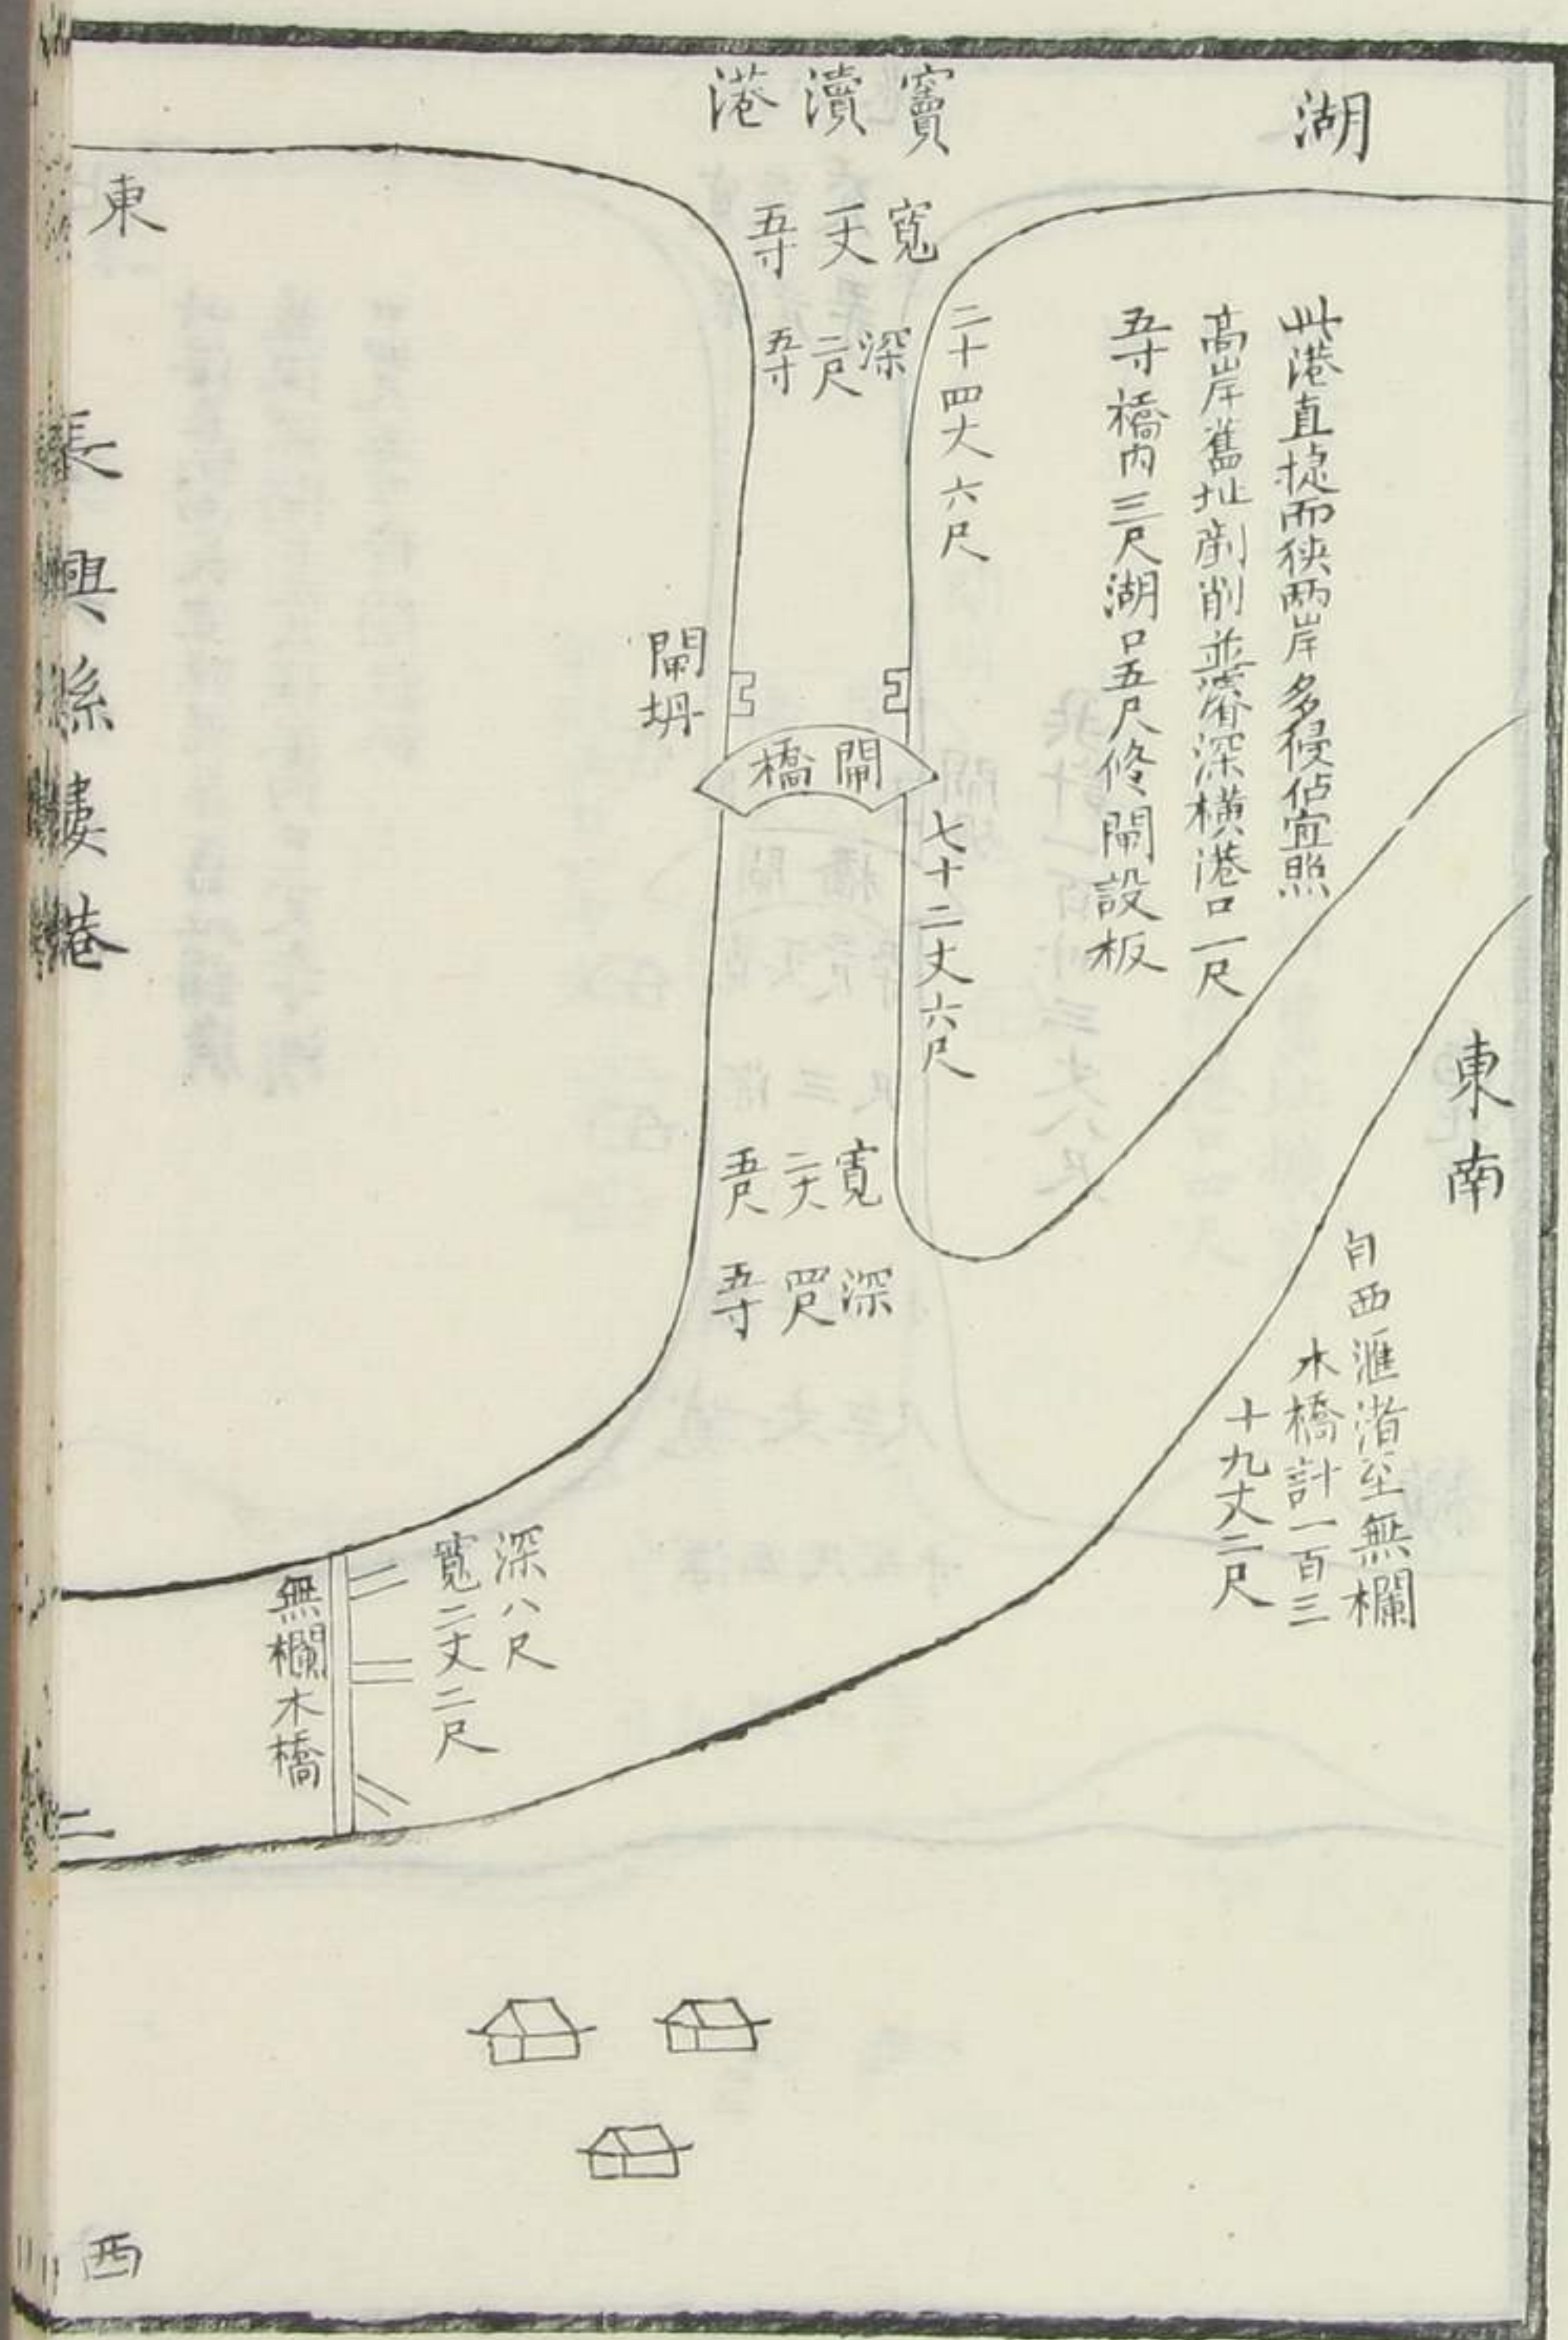 湖
竇瀆港
寬一丈五寸
深二尺五寸
二十四丈六尺
此港直捷而狹兩岸多侵佔宜照
高岸舊址剷削並濬深橫港口一尺
五寸橋內三尺湖口五尺修閘設板
閘坍
閘橋
七十二丈六尺
寬二丈五尺
深四尺五寸
東南
自西滙渚至無欄
木橋計一百三
十九丈二尺
深八尺
寬二丈二尺
無欄木橋
東
長興縣漊港
二
西